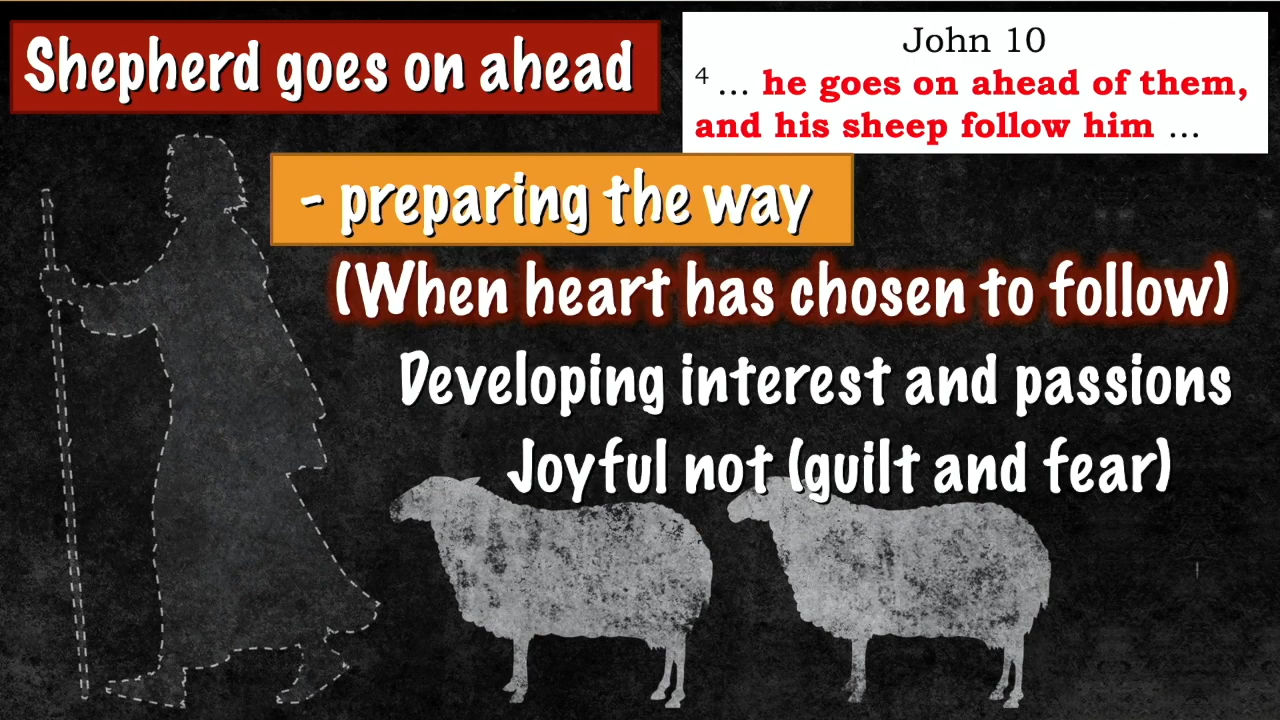 Shepherd goes on ahead
John 10
4 ... he goes on ahead of them,
and his sheep follow him ...
- preparing the way
(When heart has chosen to follow)
Developing interest and passions
Joyful not (guilt and fear)